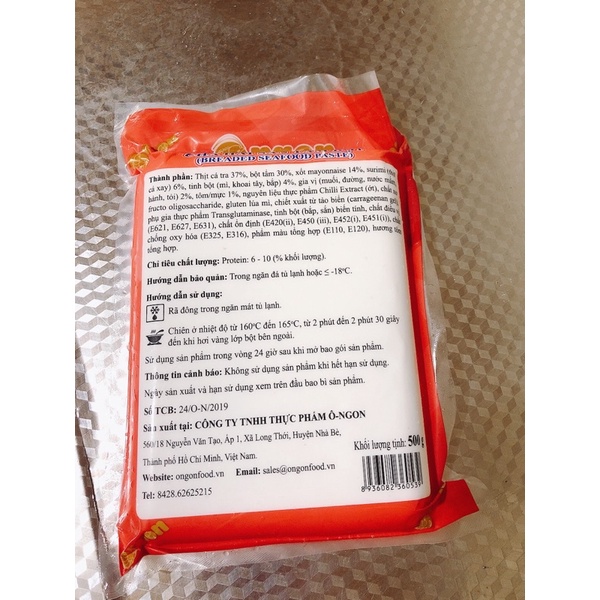 Ongon
(BREADED SEAFOOD PASTE)
Thành phần: Thịt cá tra 37%, bột tẩm 30%, xốt mayonnaise 14%, surimi
cá xay) 6%, tinh bột (mì, khoai tây, bắp) 4%, gia vị (muối, đường, nước mắm,
hành, tỏi) 2%, tôm/mực 1%, nguyên liệu thực phẩm Chilli Extract (ớt), chất
fructo oligosaccharide, gluten lúa mì, chiết xuất từ tảo biển (carrageenan
phụ gia thực phẩm Transglutaminase, tinh bột (bắp, sắn) biến tính, chất điều vị
(E621, E627, E631), chất ổn định (E420(ii), E450(iii), E452(i), E451(i)), chất
chống oxy hóa (E325, E316), phẩm màu tổng hợp (E110, E120), hương
tổng hợp.
Chỉ tiêu chất lượng: Protein: 6 - 10 (% khối lượng).
Hướng dẫn bảo quản: Trong ngăn đá tủ lạnh hoặc ≤ -18ºC.
Hướng dẫn sử dụng:
Rã đông trong ngăn mát tủ lạnh.
Chiên ở nhiệt độ từ 160ºC đến 165ºC, từ 2 phút đến 2 phút 30 giây
đến khi hơi vàng lớp bột bên ngoài.
Sử dụng sản phẩm trong vòng 24 giờ sau khi mở bao gói sản phẩm.
Thông tin cảnh báo: Không sử dụng sản phẩm khi hết hạn sử dụng.
Ngày sản xuất và hạn sử dụng xem trên đầu bao bì sản phẩm.
Số TCB: 24/O-N/2019
Sản xuất tại: CÔNG TY TNHH THỰC PHẨM Ô-NGON
560/18 Nguyễn Văn Tạo, Ấp 1, Xã Long Thới, Huyện Nhà Bè,
Thành phố Hồ Chí Minh, Việt Nam.
Website: ongonfood.vn Email: sales@ongonfood.vn
Tel: 8428.62625215
Khối lượng tịnh: 500 g
8 936082 360539